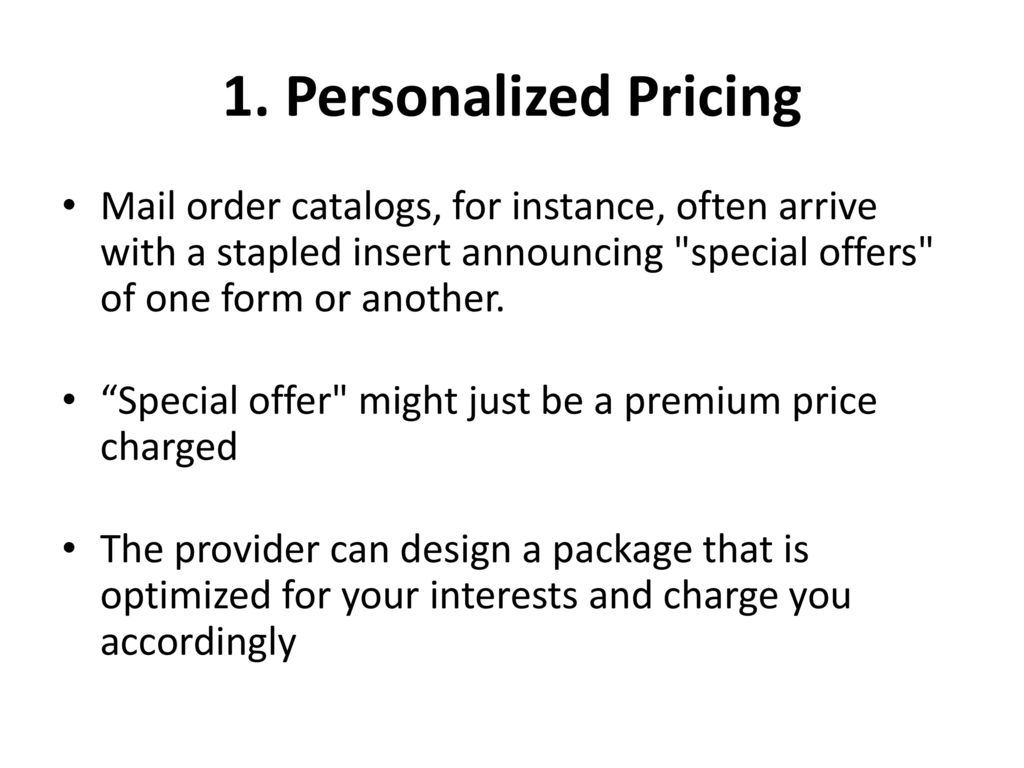 1. Personalized Pricing
• Mail order catalogs, for instance, often arrive
with a stapled insert announcing "special offers"
of one form or another.
• “Special offer" might just be a premium price
charged
• The provider can design a package that is
optimized for your interests and charge you
accordingly